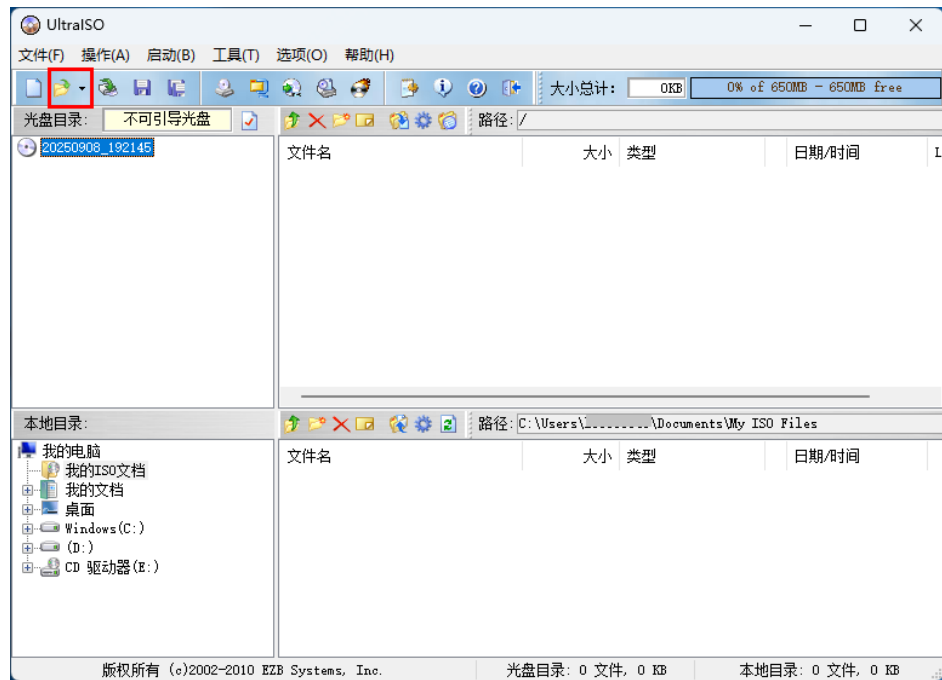 UltraISO
文件(F) 操作(A) 启动(B) 工具(T) 选项(O) 帮助(H)
大小总计: 0KB 0% of 650MB - 650MB free
光盘目录: 不可引导光盘 路径: /
20250908_192145
文件名 大小 类型 日期/时间 L
本地目录: 路径: C:\Users\.........\Documents\My ISO Files
我的电脑
我的ISO文档
我的文档
桌面
Windows(C:)
(D:)
CD 驱动器(E:)
文件名 大小 类型 日期/时间
版权所有 (c)2002-2010 EZB Systems, Inc. 光盘目录: 0 文件, 0 KB 本地目录: 0 文件, 0 KB